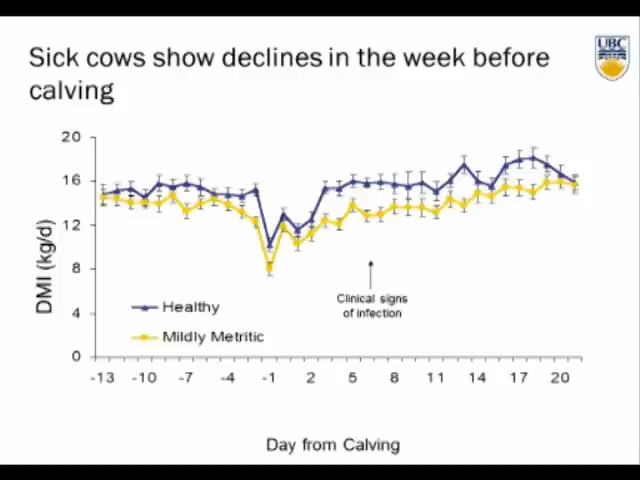 UBC
Sick cows show declines in the week before
calving
20
16
12
8
4
0
DMI (kg/d)
Healthy
Mildly Metritic
Clinical signs
of infection
-13 -10 -7 -4 -1 2 5 8 11 14 17 20
Day from Calving